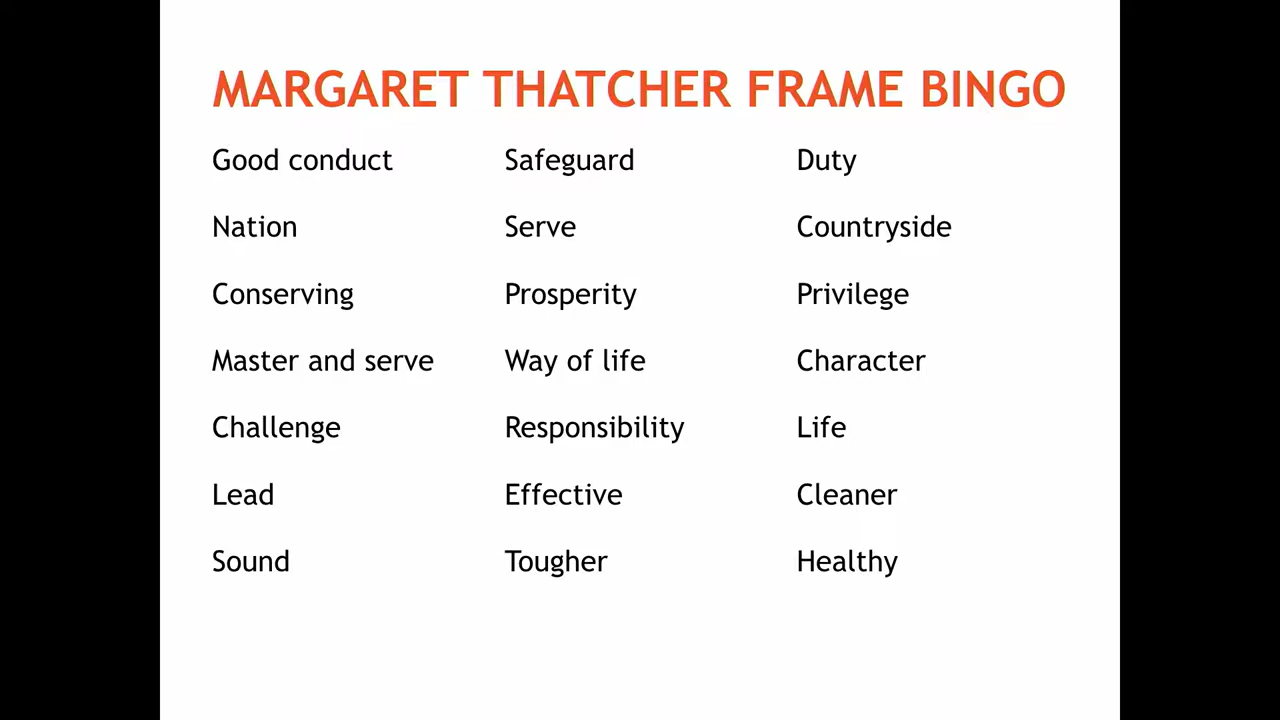 MARGARET THATCHER FRAME BINGO
Good conduct
Nation
Conserving
Master and serve
Challenge
Lead
Sound
Safeguard
Serve
Prosperity
Way of life
Responsibility
Effective
Tougher
Duty
Countryside
Privilege
Character
Life
Cleaner
Healthy